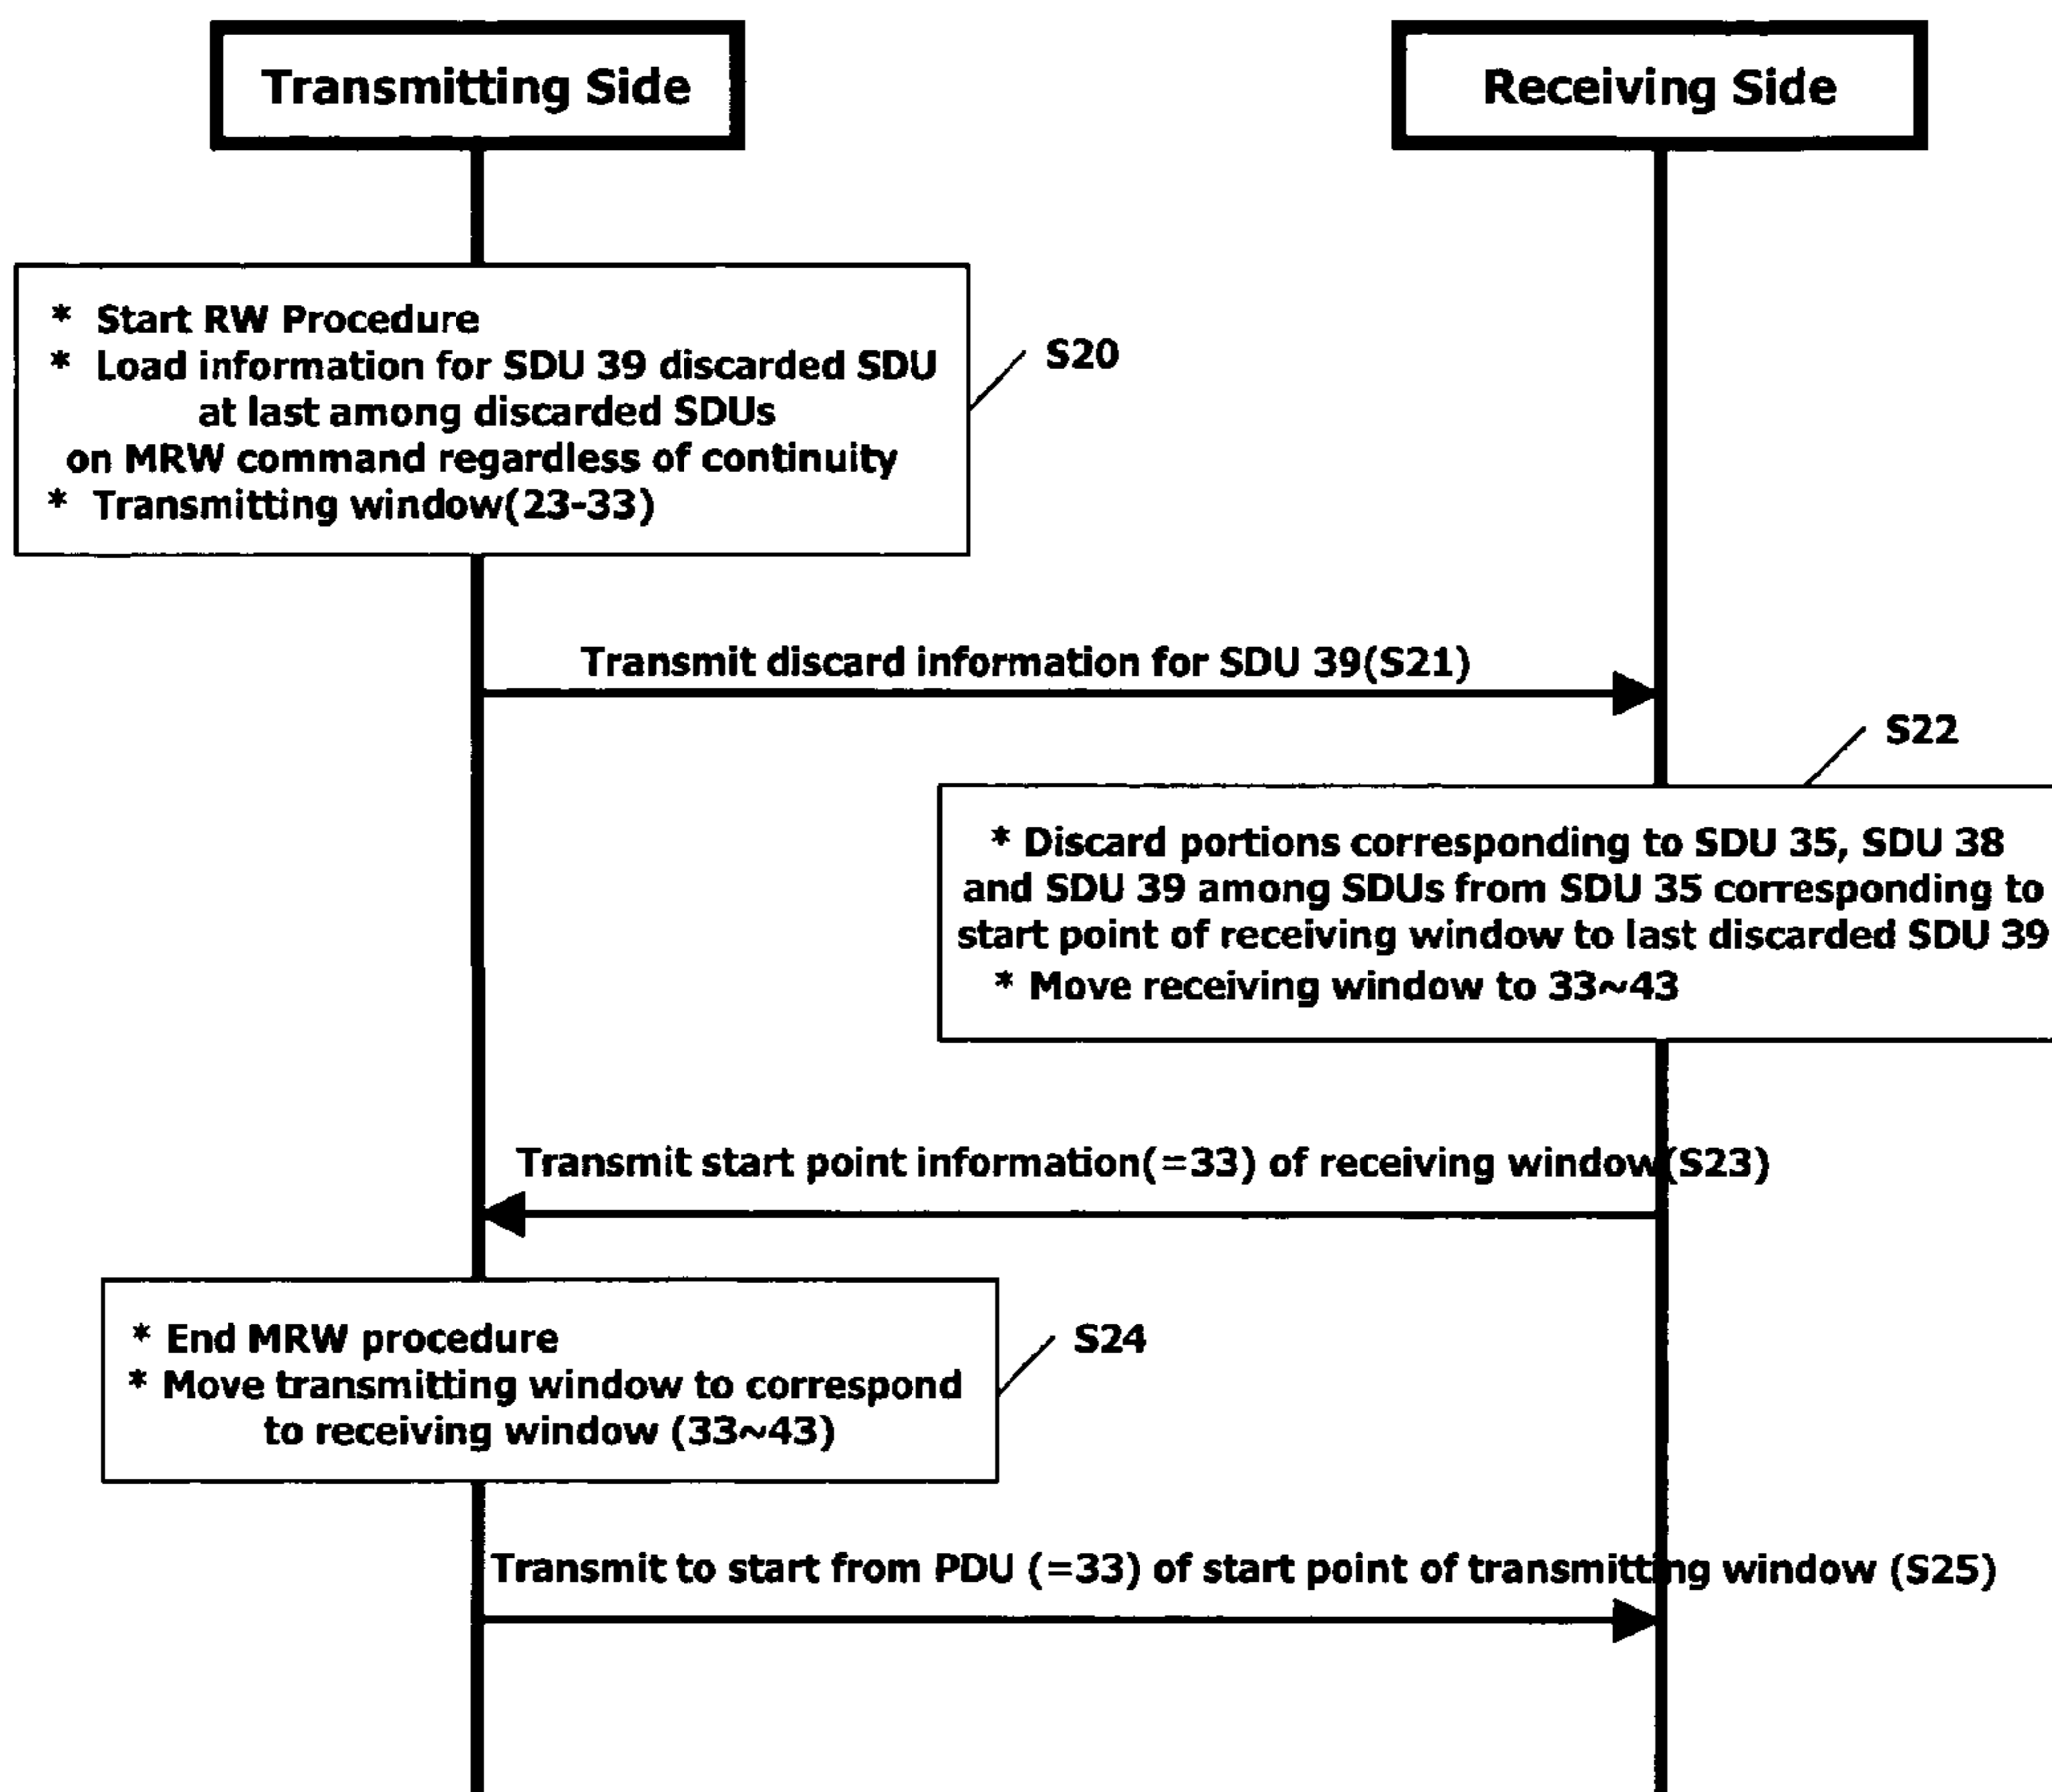 Transmitting Side
Receiving Side
* Start RW Procedure
* Load information for SDU 39 discarded SDU
at last among discarded SDUs
on MRW command regardless of continuity
* Transmitting window(23-33)
S20
Transmit discard information for SDU 39(S21)
S22
* Discard portions corresponding to SDU 35, SDU 38
and SDU 39 among SDUs from SDU 35 corresponding to
start point of receiving window to last discarded SDU 39
* Move receiving window to 33~43
Transmit start point information(=33) of receiving window(S23)
* End MRW procedure
* Move transmitting window to correspond
to receiving window (33~43)
S24
Transmit to start from PDU (=33) of start point of transmitting window (S25)